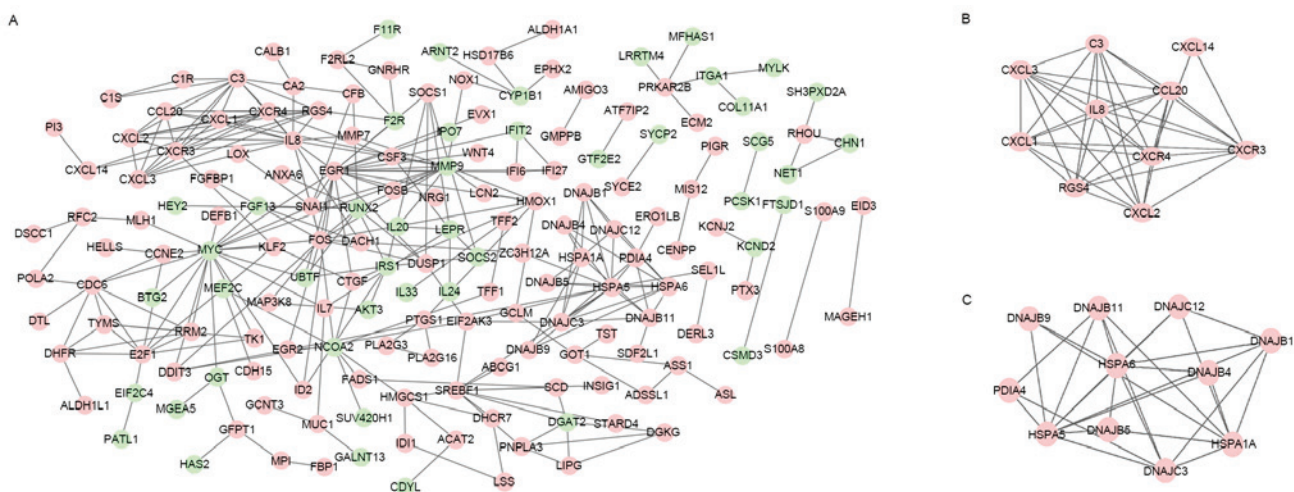 A
F11R
F2RL2
GNRHR
CALB1
CA2
C1R
C3
C1S
CCL20
CXCR4
RGS4
CFB
CXCL1
CXCL2
MMP7
F2R
IL8
PI3
CXCR3
CXCL14
CXCL3
LOX
ARNT2
HSD17B6
ALDH1A1
NOX1
EPHX2
CYP1B1
SOCS1
EVX1
IPO7
AMIGO3
GMPPB
LRRTM4
MFHAS1
ITGA1
MYLK
PRKAR2B
COL11A1
ECM2
ATF7IP2
GTF2E2
SYCP2
SYCE2
SH3PXD2A
RHOU
CHN1
NET1
SCG5
PCSK1
PIGR
MIS12
CENPP
IFIT2
IFI6
IFI27
WNT4
CSF3
MMP9
EGR1
ANXA6
FGFBP1
HEY2
FGF13
SNAI1
RUNX2
FOSB
NRG1
LCN2
HMOX1
DEFB1
IL20
LEPR
TFF2
RFC2
MLH1
DSCC1
HELLS
CCNE2
MYC
KLF2
FOS
DACH1
DUSP1
SOCS2
ZC3H12A
POLA2
CDC6
BTG2
MEF2C
UBTF
CTGF
IRS1
IL33
IL24
TFF1
DTL
TYMS
RRM2
MAP3K8
IL7
AKT3
PTGS1
EIF2AK3
GCLM
DHFR
E2F1
TK1
EGR2
NCOA2
PLA2G3
PLA2G16
DDIT3
CDH15
ID2
FADS1
ALDH1L1
EIF2C4
OGT
MGEA5
PATL1
GCNT3
MUC1
SUV420H1
HMGCS1
SREBF1
GFPT1
HAS2
MPI
FBP1
GALNT13
IDI1
ACAT2
CDYL
DHCR7
LSS
PNPLA3
LIPG
DGAT2
STARD4
DGKG
SCD
INSIG1
ABCG1
DNAJB1
DNAJB4
DNAJC12
ERO1LB
HSPA1A
PDIA4
DNAJB5
HSPA5
HSPA6
SEL1L
DNAJC3
DNAJB11
DERL3
DNAJB9
SDF2L1
TST
GOT1
ASS1
ADSSL1
ASL
KCNJ2
KCND2
PTX3
FTSJD1
CSMD3
S100A9
S100A8
EID3
MAGEH1
B
C3
CXCL14
CXCL3
CCL20
IL8
CXCL1
CXCR4
CXCR3
RGS4
CXCL2
C
DNAJB11
DNAJC12
DNAJB9
DNAJB1
HSPA6
DNAJB4
PDIA4
HSPA5
DNAJB5
HSPA1A
DNAJC3